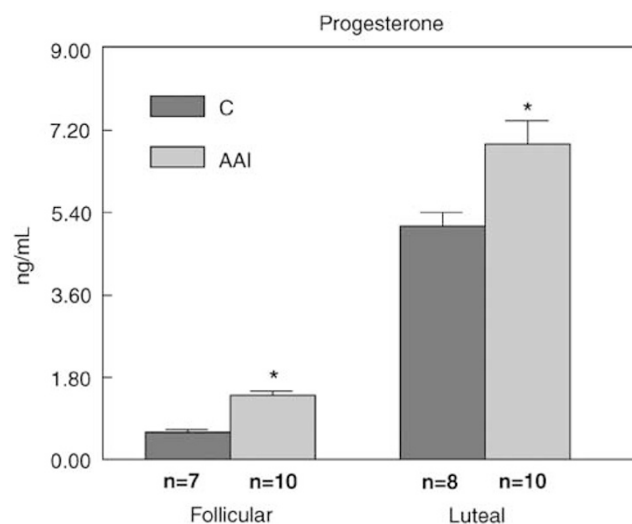 Progesterone
9.00
7.20
5.40
3.60
1.80
0.00
ng/mL
C
AAI
*
*
n=7 n=10 n=8 n=10
Follicular Luteal